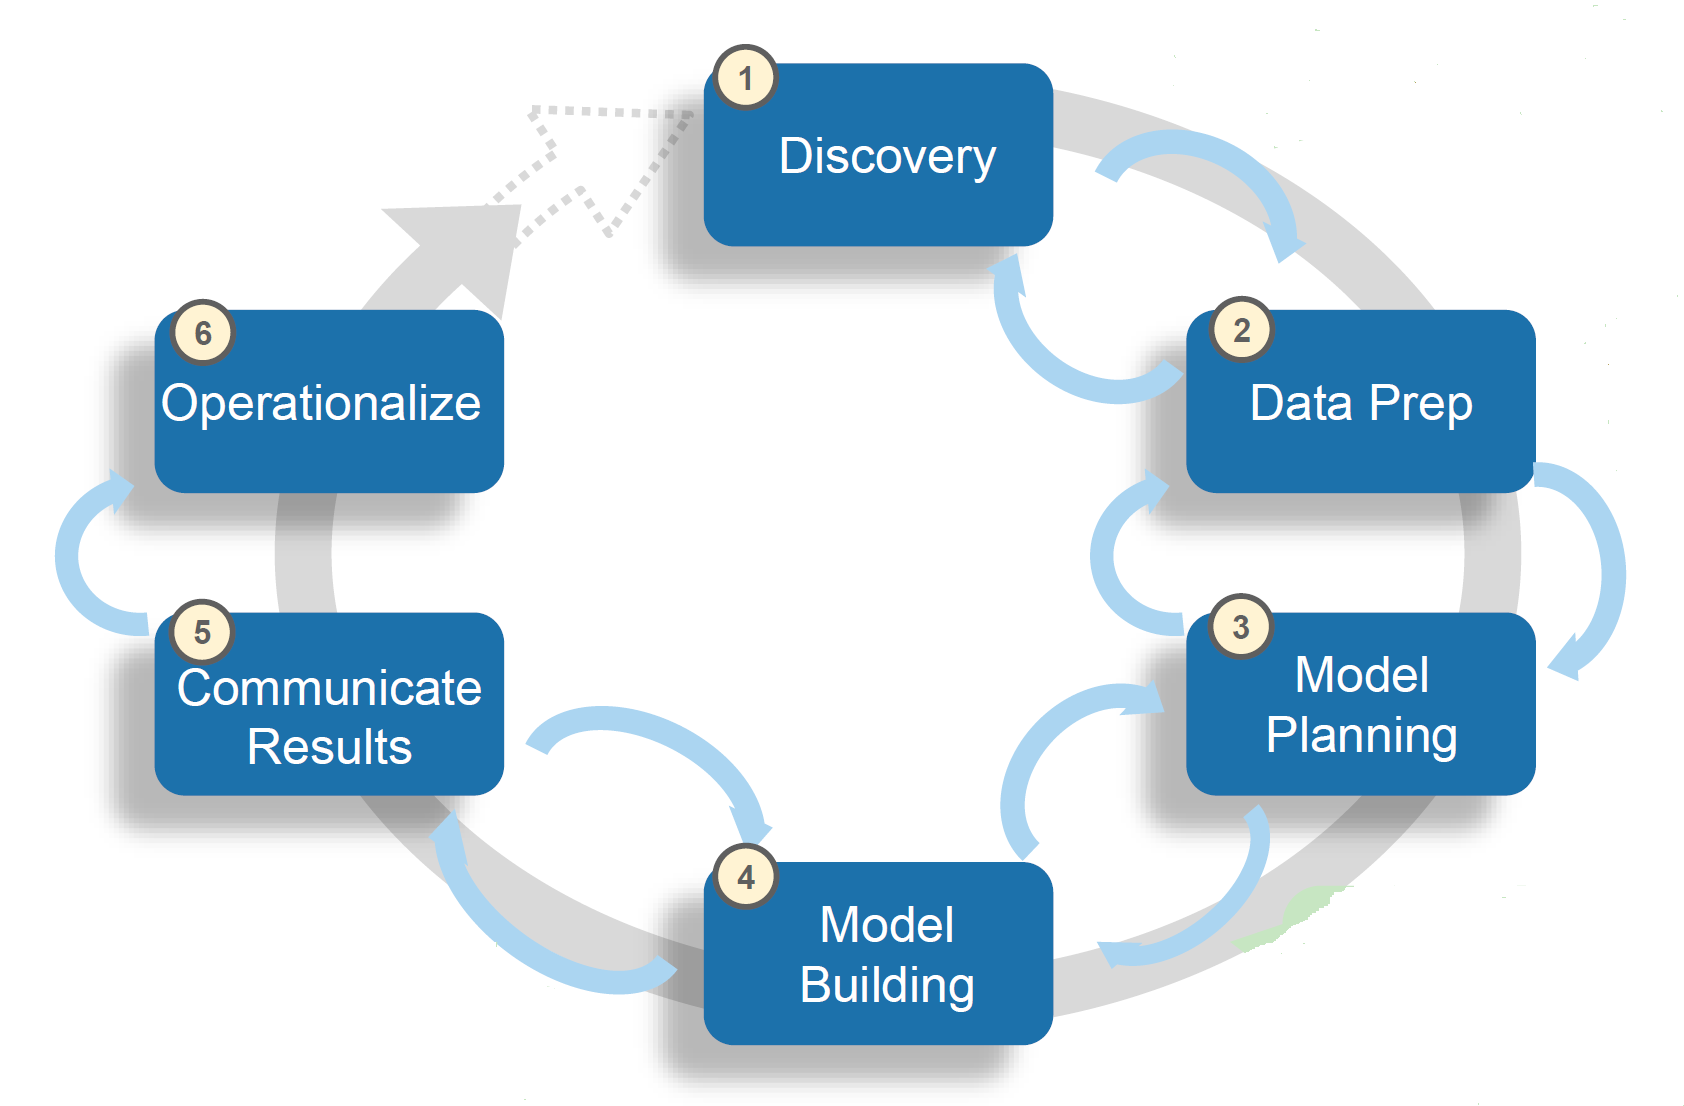 1
Discovery
2
Data Prep
3
Model
Planning
4
Model
Building
5
Communicate
Results
6
Operationalize